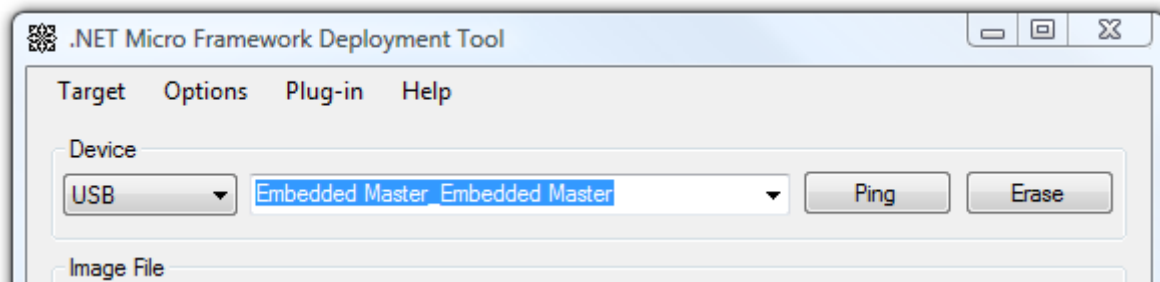 .NET Micro Framework Deployment Tool
Target Options Plug-in Help
Device
USB Embedded Master_Embedded Master Ping Erase
Image File